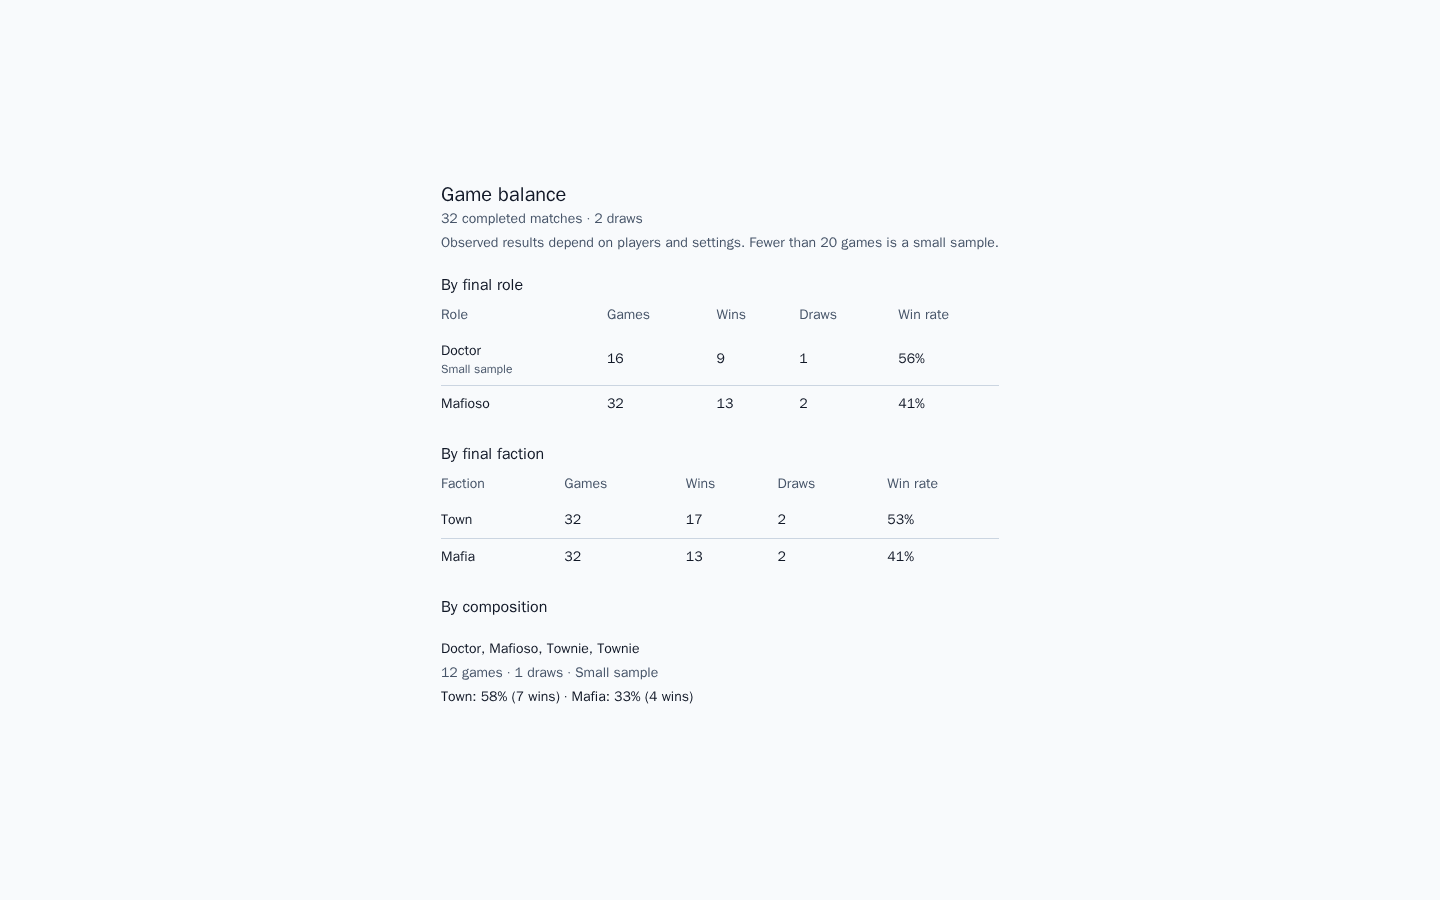 Game balance
32 completed matches · 2 draws
Observed results depend on players and settings. Fewer than 20 games is a small sample.
By final role
Role Games Wins Draws Win rate
Doctor
Small sample
16 9 1 56%
Mafioso 32 13 2 41%
By final faction
Faction Games Wins Draws Win rate
Town 32 17 2 53%
Mafia 32 13 2 41%
By composition
Doctor, Mafioso, Townie, Townie
12 games · 1 draws · Small sample
Town: 58% (7 wins) · Mafia: 33% (4 wins)